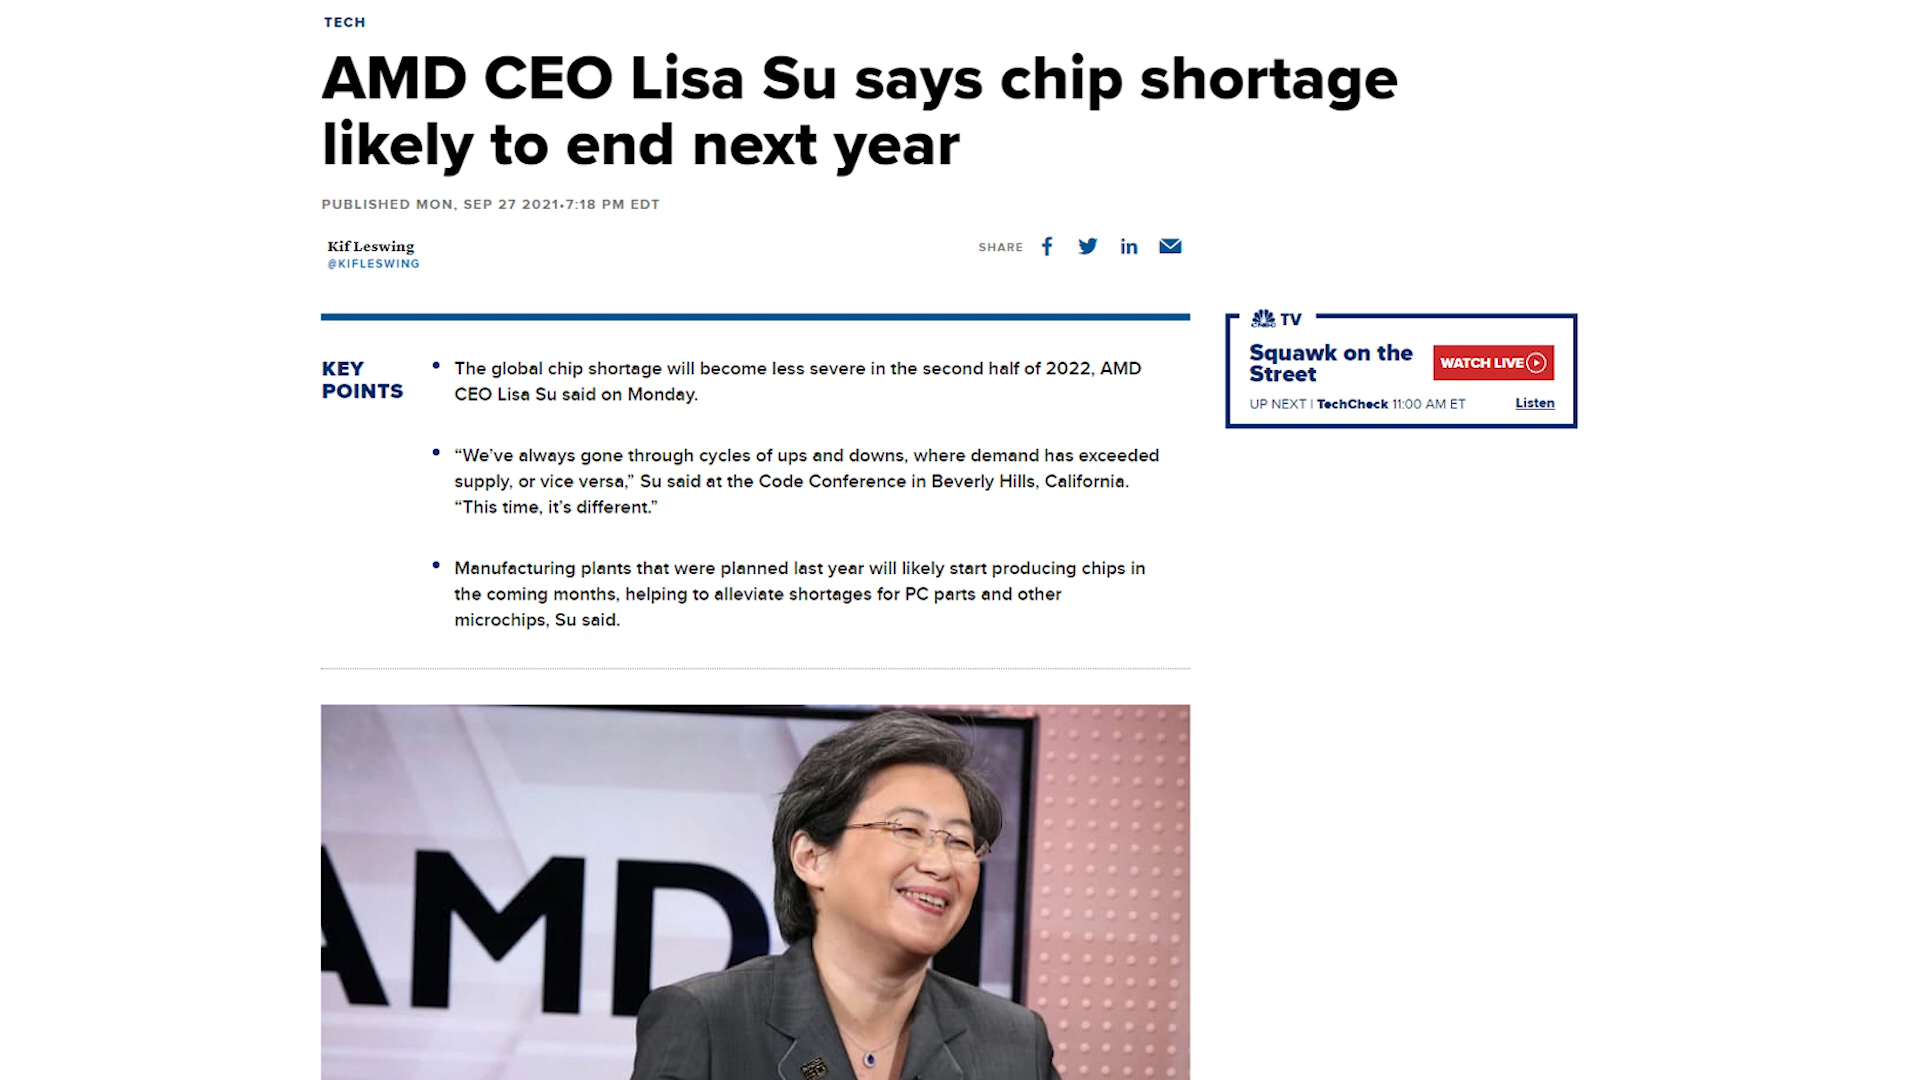 TECH
AMD CEO Lisa Su says chip shortage
likely to end next year
PUBLISHED MON, SEP 27 2021•7:18 PM EDT
Kif Leswing
@KIFLESWING
SHARE
KEY
POINTS
• The global chip shortage will become less severe in the second half of 2022, AMD
CEO Lisa Su said on Monday.
• “We’ve always gone through cycles of ups and downs, where demand has exceeded
supply, or vice versa,” Su said at the Code Conference in Beverly Hills, California.
“This time, it’s different.”
• Manufacturing plants that were planned last year will likely start producing chips in
the coming months, helping to alleviate shortages for PC parts and other
microchips, Su said.
CNBC TV
Squawk on the
Street
WATCH LIVE
UP NEXT | TechCheck 11:00 AM ET
Listen
AMD